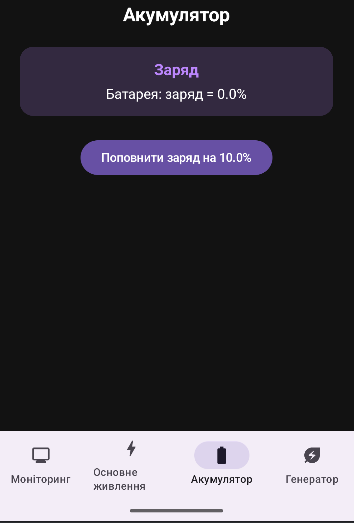 Акумулятор
Заряд
Батарея: заряд = 0.0%
Поповнити заряд на 10.0%
Моніторинг
Основне
живлення
Акумулятор
Генератор